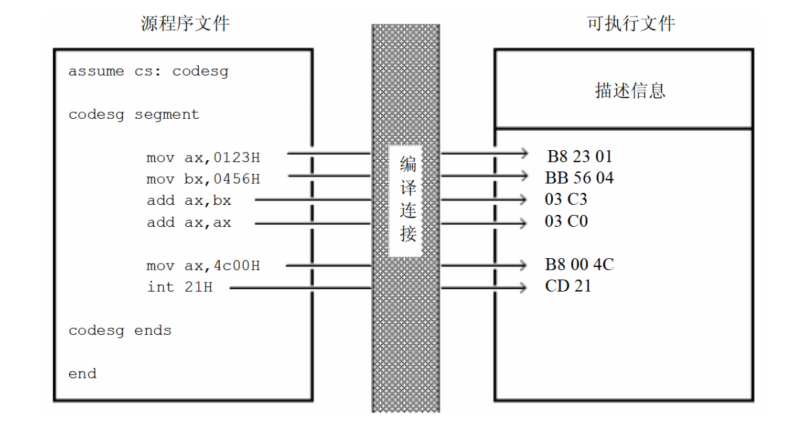 源程序文件
assume cs: codesg
codesg segment
mov ax,0123H
mov bx,0456H
add ax,bx
add ax,ax
mov ax,4c00H
int 21H
codesg ends
end
编
译
连
接
可执行文件
描述信息
B8 23 01
BB 56 04
03 C3
03 C0
B8 00 4C
CD 21